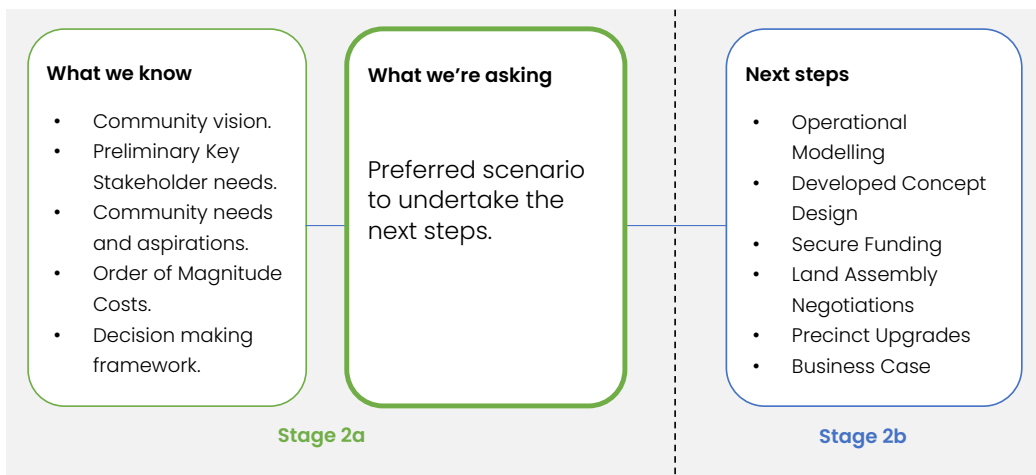 What we know
• Community vision.
• Preliminary Key
Stakeholder needs.
• Community needs
and aspirations.
• Order of Magnitude
Costs.
• Decision making
framework.
What we’re asking
Preferred scenario
to undertake the
next steps.
Next steps
• Operational
Modelling
• Developed Concept
Design
• Secure Funding
• Land Assembly
Negotiations
• Precinct Upgrades
• Business Case
Stage 2a
Stage 2b